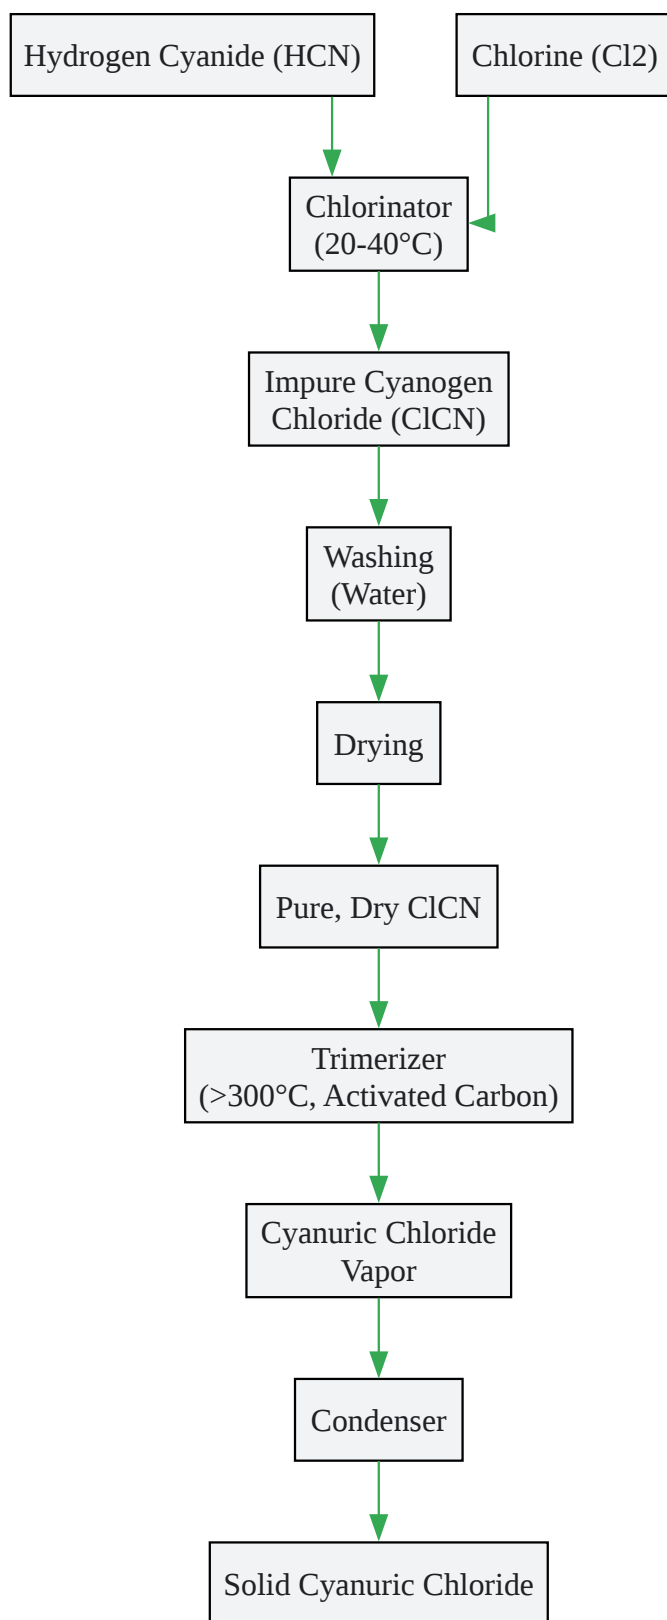 Hydrogen Cyanide (HCN)
Chlorine (Cl2)
Chlorinator
(20-40°C)
Impure Cyanogen
Chloride (ClCN)
Washing
(Water)
Drying
Pure, Dry ClCN
Trimerizer
(>300°C, Activated Carbon)
Cyanuric Chloride
Vapor
Condenser
Solid Cyanuric Chloride